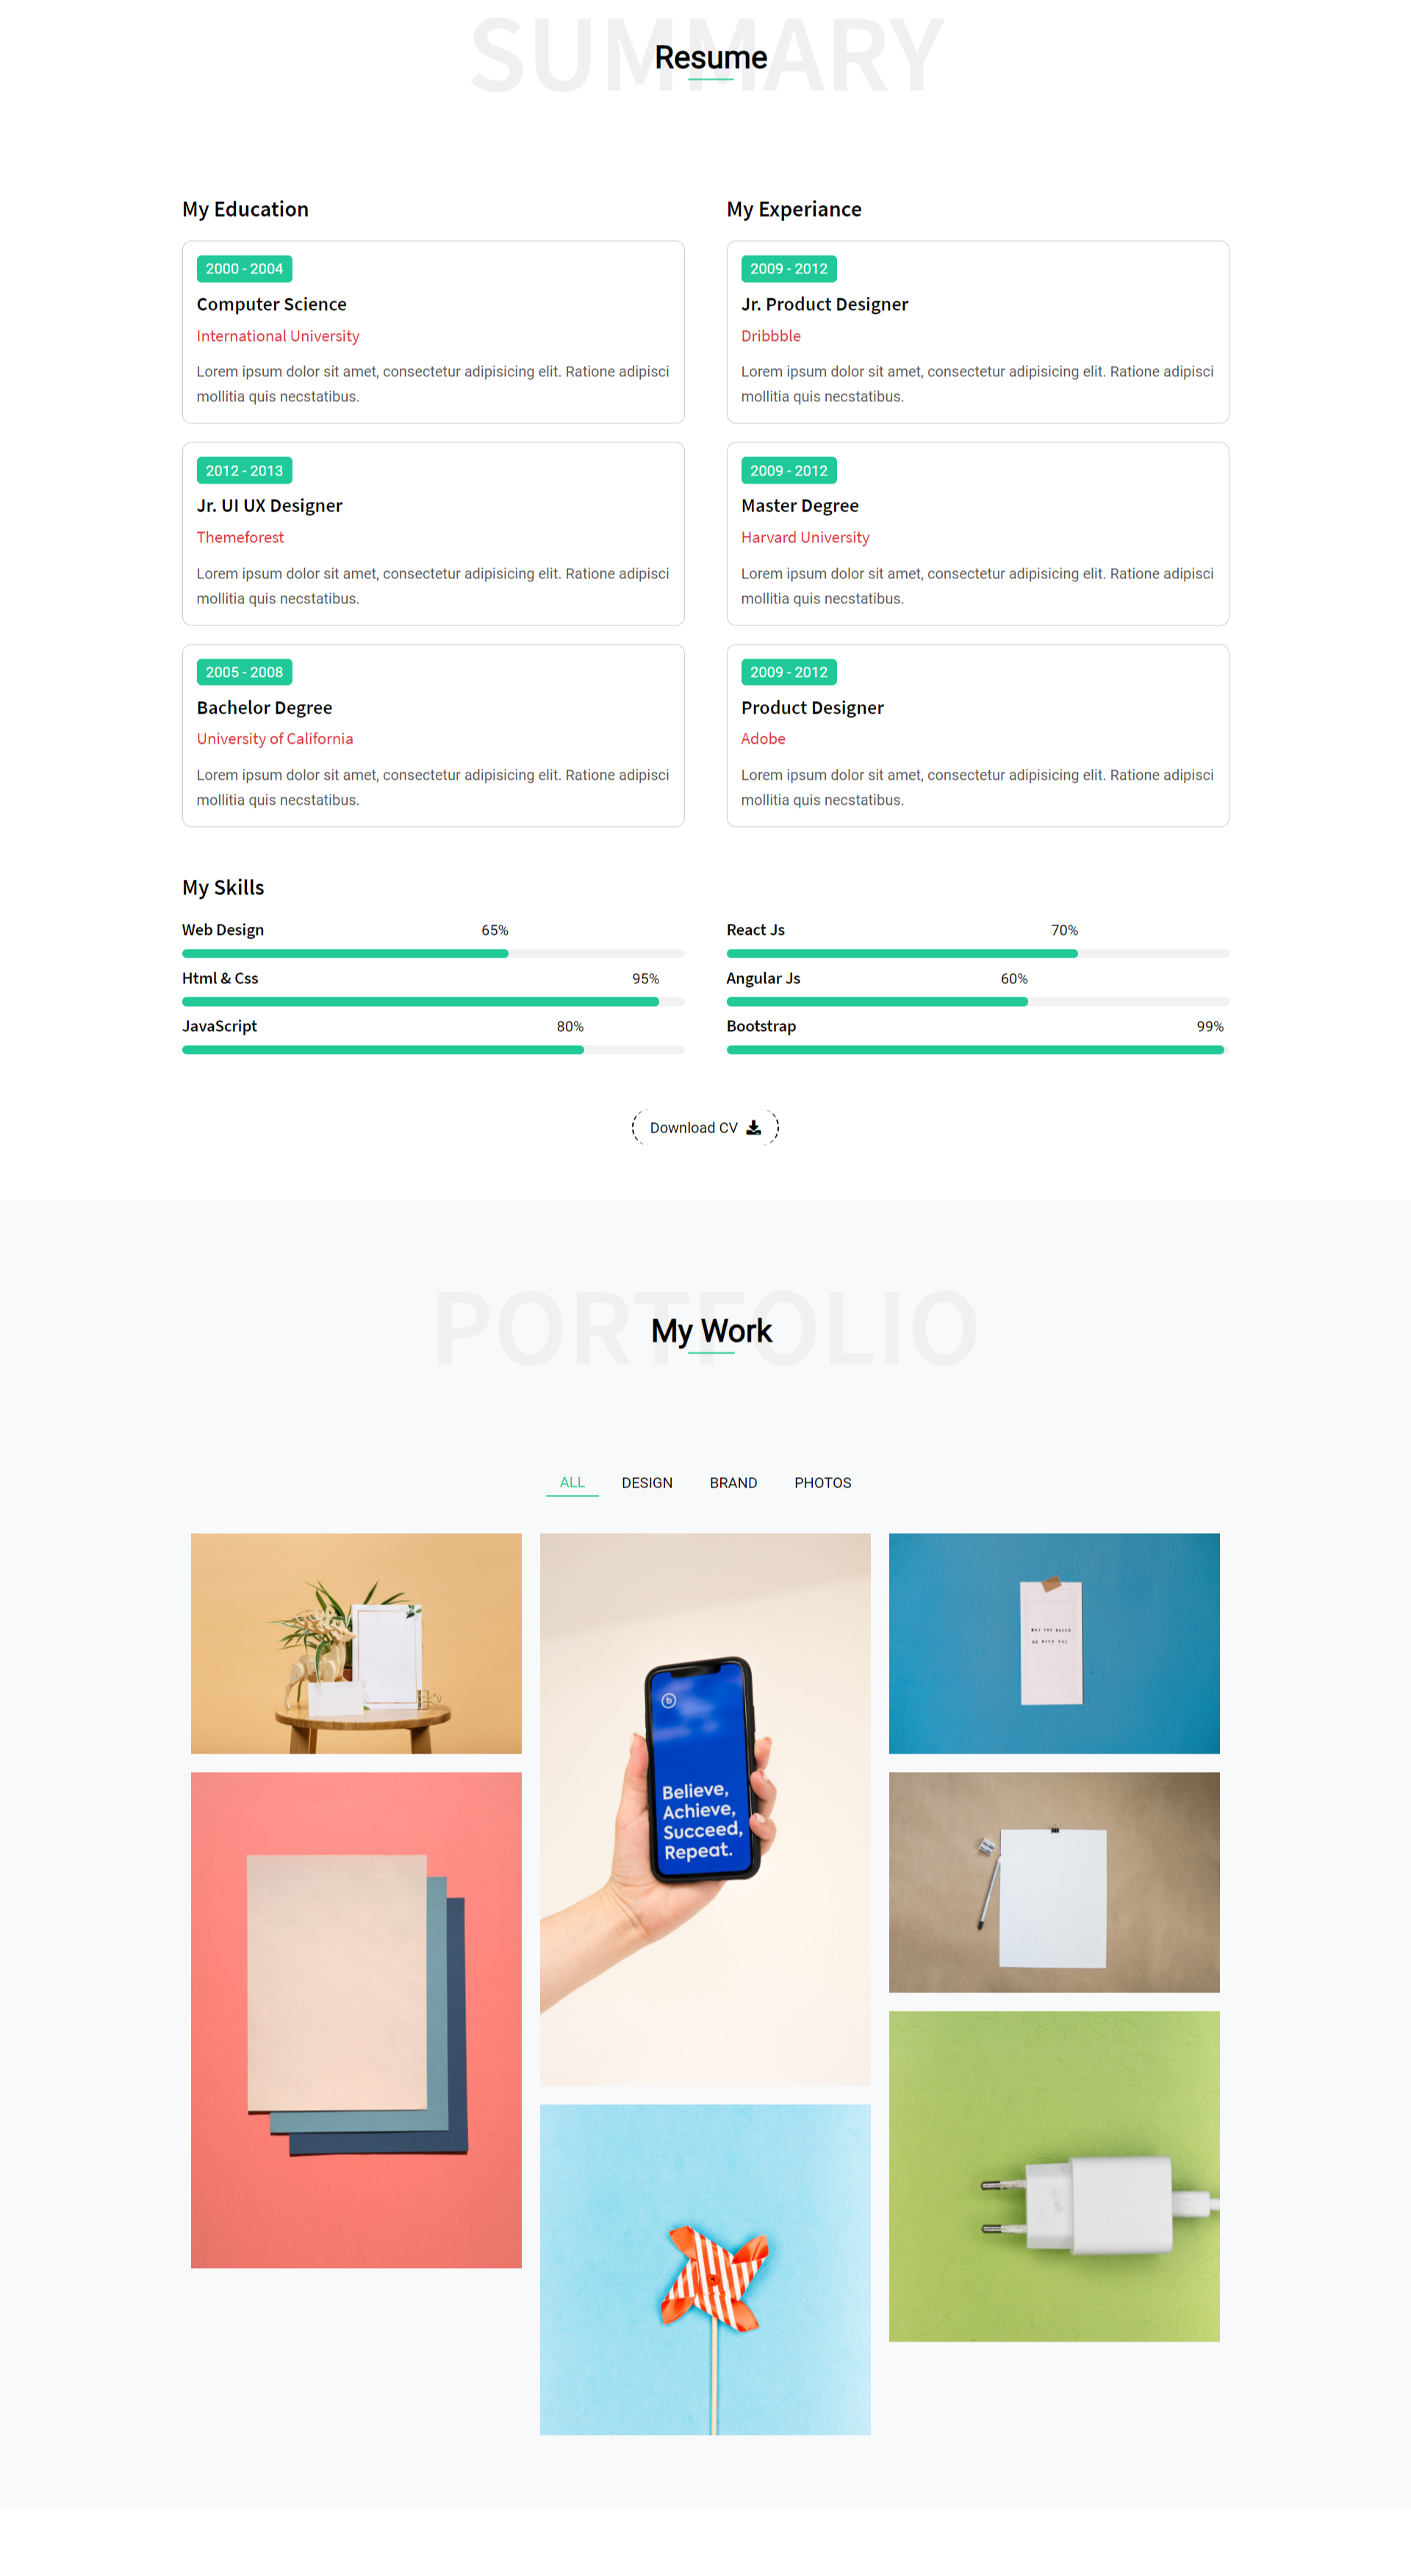 SUMMARY
Resume
My Education
2000 - 2004
Computer Science
International University
Lorem ipsum dolor sit amet, consectetur adipisicing elit. Ratione adipisci
mollitia quis necstatibus.
2012 - 2013
Jr. UI UX Designer
Themeforest
Lorem ipsum dolor sit amet, consectetur adipisicing elit. Ratione adipisci
mollitia quis necstatibus.
2005 - 2008
Bachelor Degree
University of California
Lorem ipsum dolor sit amet, consectetur adipisicing elit. Ratione adipisci
mollitia quis necstatibus.
My Experiance
2009 - 2012
Jr. Product Designer
Dribbble
Lorem ipsum dolor sit amet, consectetur adipisicing elit. Ratione adipisci
mollitia quis necstatibus.
2009 - 2012
Master Degree
Harvard University
Lorem ipsum dolor sit amet, consectetur adipisicing elit. Ratione adipisci
mollitia quis necstatibus.
2009 - 2012
Product Designer
Adobe
Lorem ipsum dolor sit amet, consectetur adipisicing elit. Ratione adipisci
mollitia quis necstatibus.
My Skills
Web Design 65%
Html & Css 95%
JavaScript 80%
React Js 70%
Angular Js 60%
Bootstrap 99%
Download CV
PORTFOLIO
My Work
ALL DESIGN BRAND PHOTOS
b
Believe,
Achieve,
Succeed,
Repeat.
MAY THE FORCE
BE WITH YOU